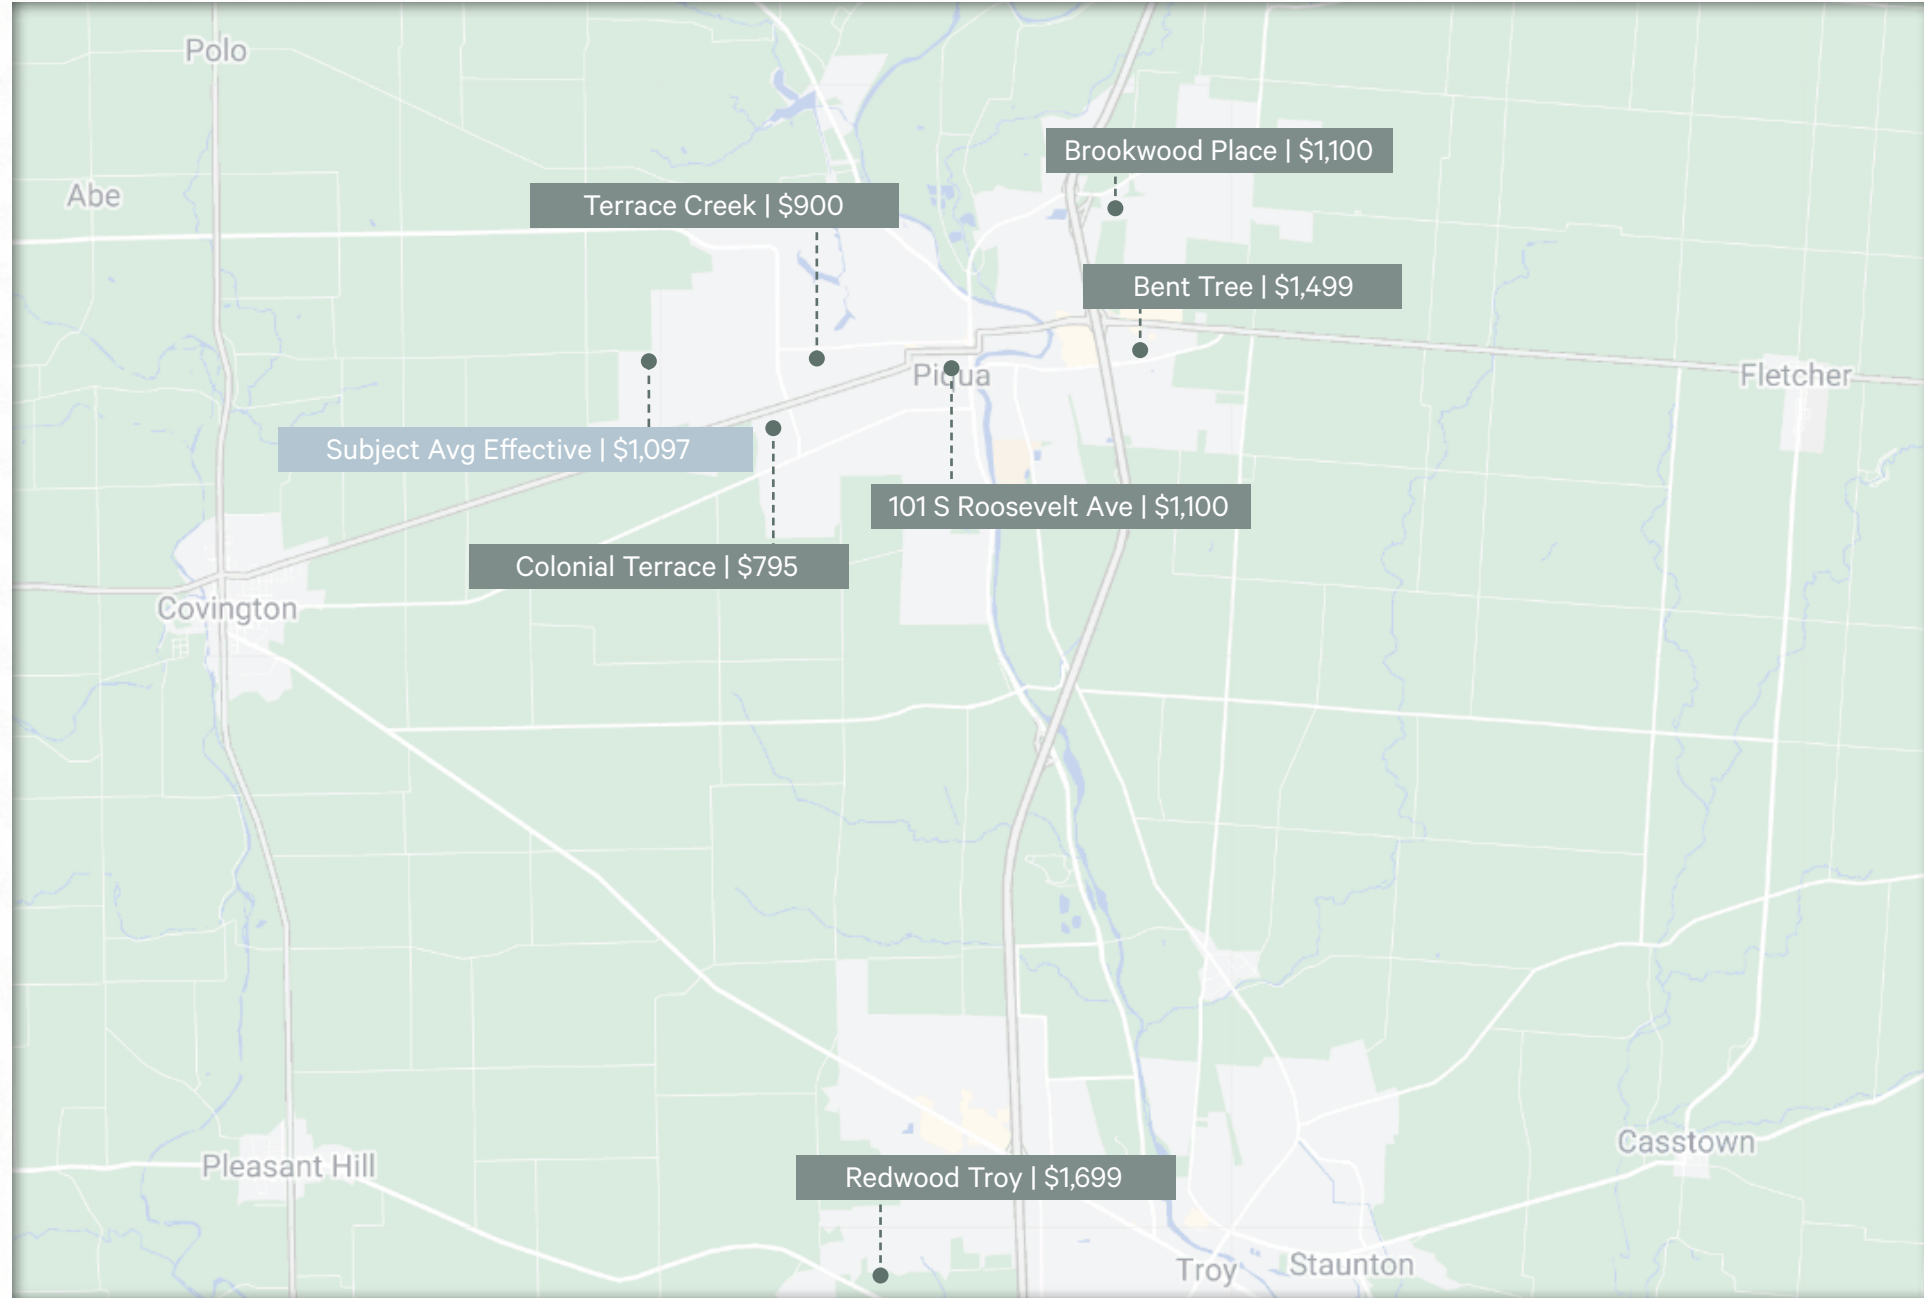 Polo
Brookwood Place | $1,100
Abe
Terrace Creek | $900
Bent Tree | $1,499
Piqua
Fletcher
Subject Avg Effective | $1,097
101 S Roosevelt Ave | $1,100
Colonial Terrace | $795
Covington
Casstown
Pleasant Hill
Redwood Troy | $1,699
Troy
Staunton